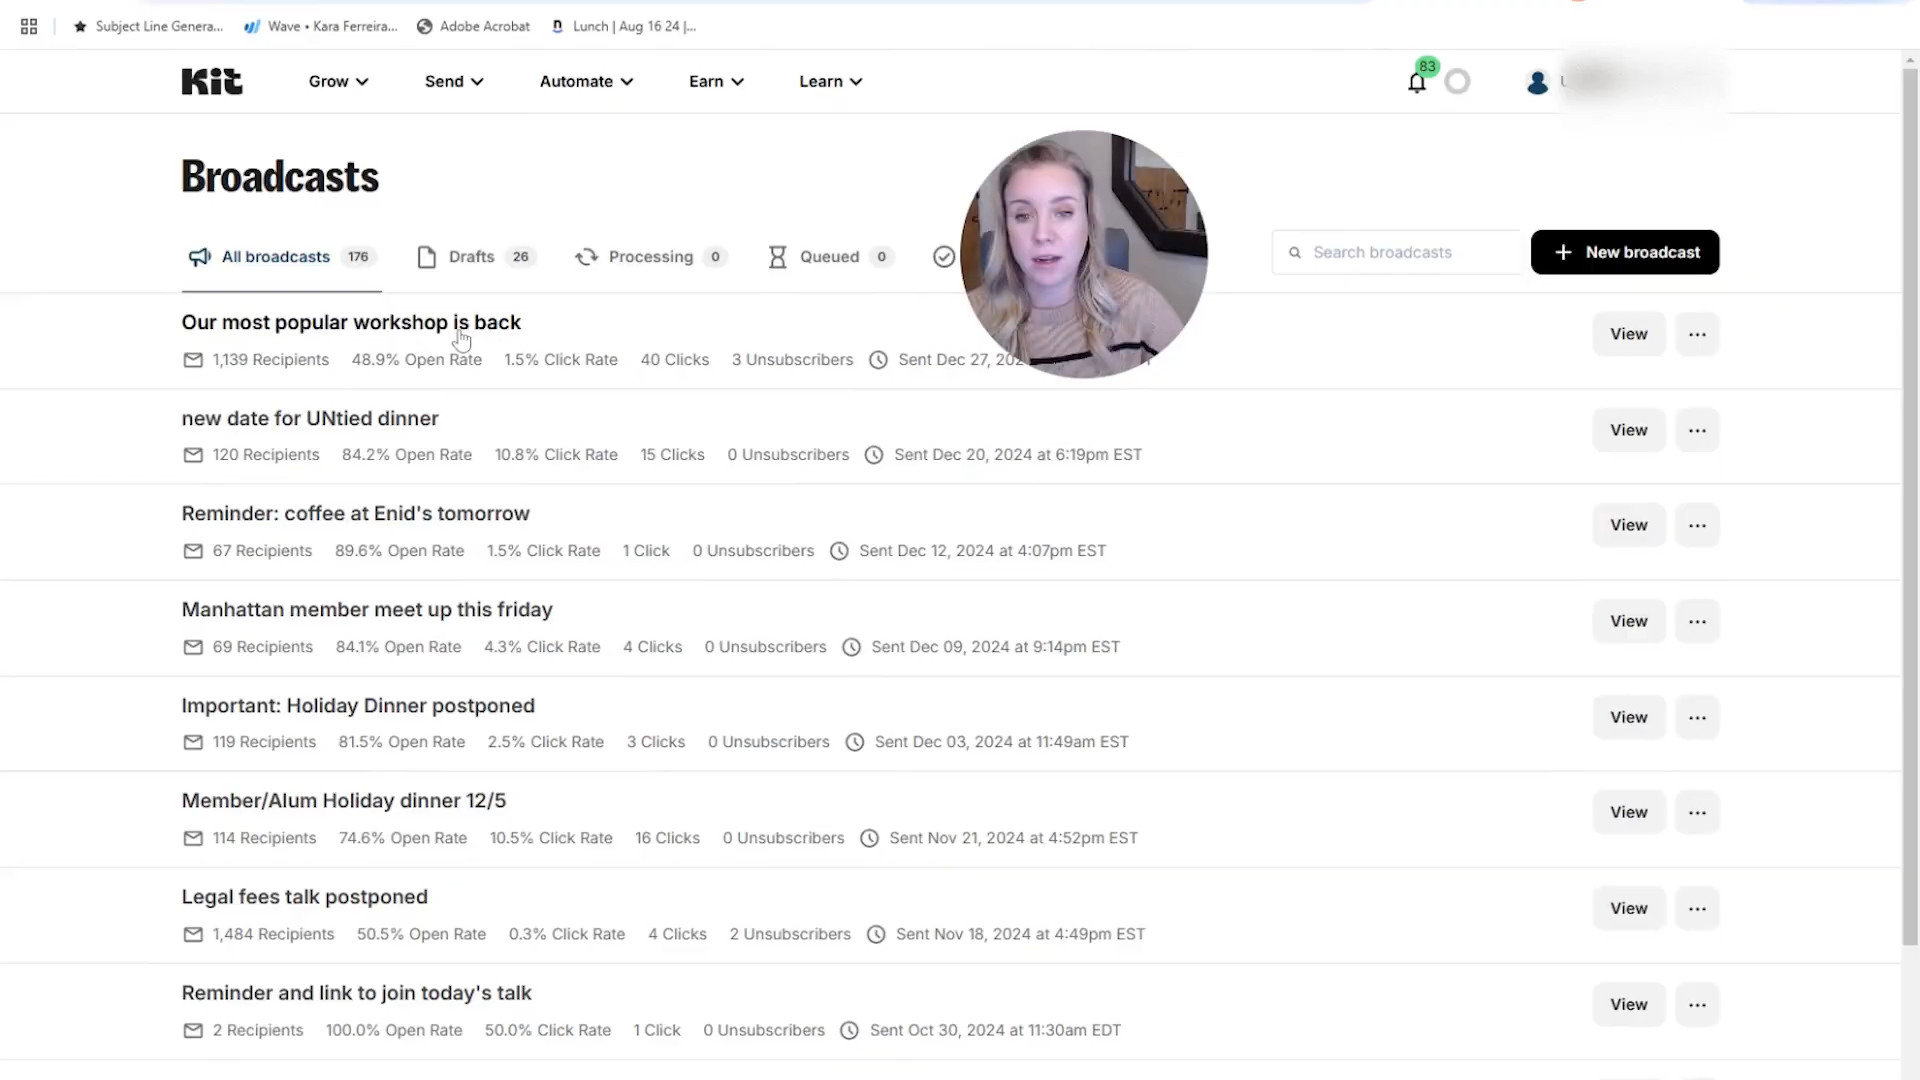 Subject Line Genera... Wave • Kara Ferreira... Adobe Acrobat Lunch | Aug 16 24 |...
Kit Grow Send Automate Earn Learn 83
Broadcasts
All broadcasts 176 Drafts 26 Processing 0 Queued 0 Search broadcasts + New broadcast
Our most popular workshop is back
1,139 Recipients 48.9% Open Rate 1.5% Click Rate 40 Clicks 3 Unsubscribers Sent Dec 27, 202
View ...
new date for UNtied dinner
120 Recipients 84.2% Open Rate 10.8% Click Rate 15 Clicks 0 Unsubscribers Sent Dec 20, 2024 at 6:19pm EST
View ...
Reminder: coffee at Enid's tomorrow
67 Recipients 89.6% Open Rate 1.5% Click Rate 1 Click 0 Unsubscribers Sent Dec 12, 2024 at 4:07pm EST
View ...
Manhattan member meet up this friday
69 Recipients 84.1% Open Rate 4.3% Click Rate 4 Clicks 0 Unsubscribers Sent Dec 09, 2024 at 9:14pm EST
View ...
Important: Holiday Dinner postponed
119 Recipients 81.5% Open Rate 2.5% Click Rate 3 Clicks 0 Unsubscribers Sent Dec 03, 2024 at 11:49am EST
View ...
Member/Alum Holiday dinner 12/5
114 Recipients 74.6% Open Rate 10.5% Click Rate 16 Clicks 0 Unsubscribers Sent Nov 21, 2024 at 4:52pm EST
View ...
Legal fees talk postponed
1,484 Recipients 50.5% Open Rate 0.3% Click Rate 4 Clicks 2 Unsubscribers Sent Nov 18, 2024 at 4:49pm EST
View ...
Reminder and link to join today's talk
2 Recipients 100.0% Open Rate 50.0% Click Rate 1 Click 0 Unsubscribers Sent Oct 30, 2024 at 11:30am EDT
View ...